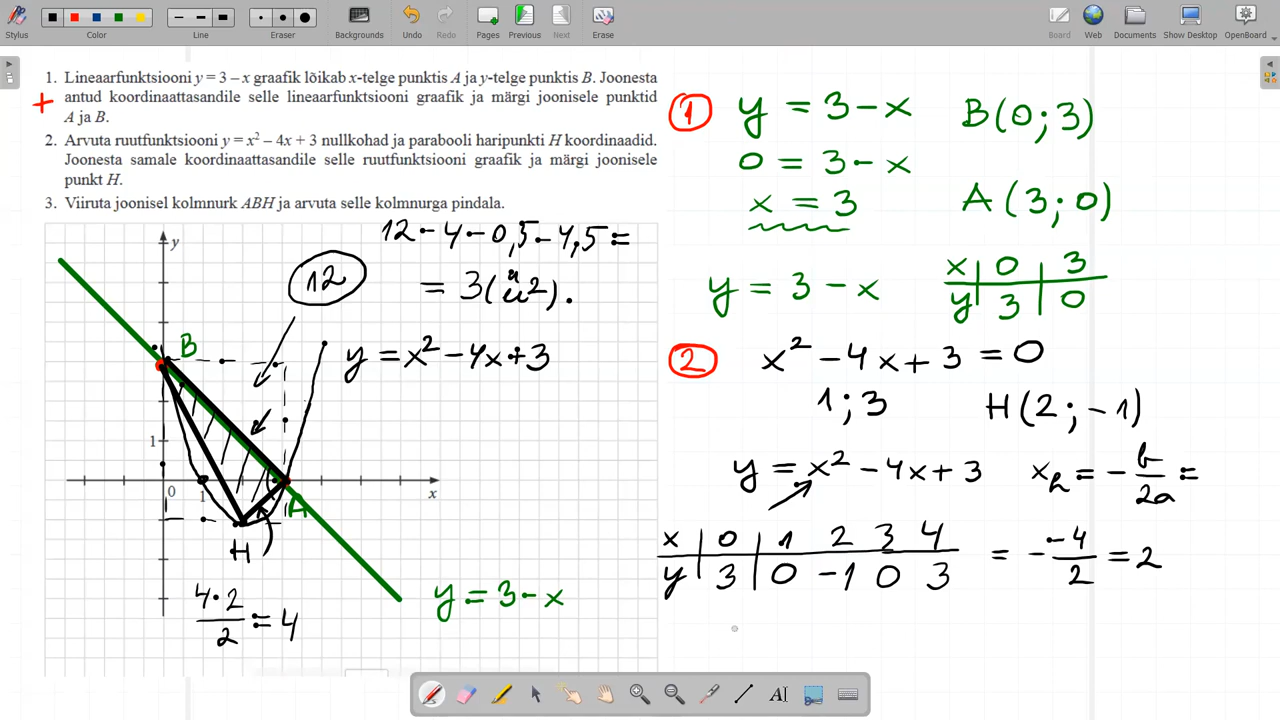 Stylus
Color
Line
Eraser
Backgrounds
Undo
Redo
Pages
Previous
Next
Erase
Board
Web
Documents
Show Desktop
OpenBoard
1. Lineaarfunktsiooni y = 3 – x graafik lõikab x-telge punktis A ja y-telge punktis B. Joonesta
+ antud koordinaattasandile selle lineaarfunktsiooni graafik ja märgi joonisele punktid
A ja B.
2. Arvuta ruutfunktsiooni y = x² – 4x + 3 nullkohad ja parabooli haripunkti H koordinaadid.
Joonesta samale koordinaattasandile selle ruutfunktsiooni graafik ja märgi joonisele
punkt H.
3. Viiruta joonisel kolmnurk ABH ja arvuta selle kolmnurga pindala.
12 - 4 - 0,5 - 4,5 =
= 3 (ü²).
12
y
B
y = x² - 4x + 3
1
0
1
x
A
H
4·2/2 = 4
y = 3 - x
1 y = 3 - x B(0; 3)
0 = 3 - x
x = 3 A(3; 0)
y = 3 - x
x 0 3
y 3 0
2 x² - 4x + 3 = 0
1; 3 H(2; -1)
y = x² - 4x + 3 xh = -b/2a =
x 0 1 2 3 4
y 3 0 -1 0 3
= - -4/2 = 2